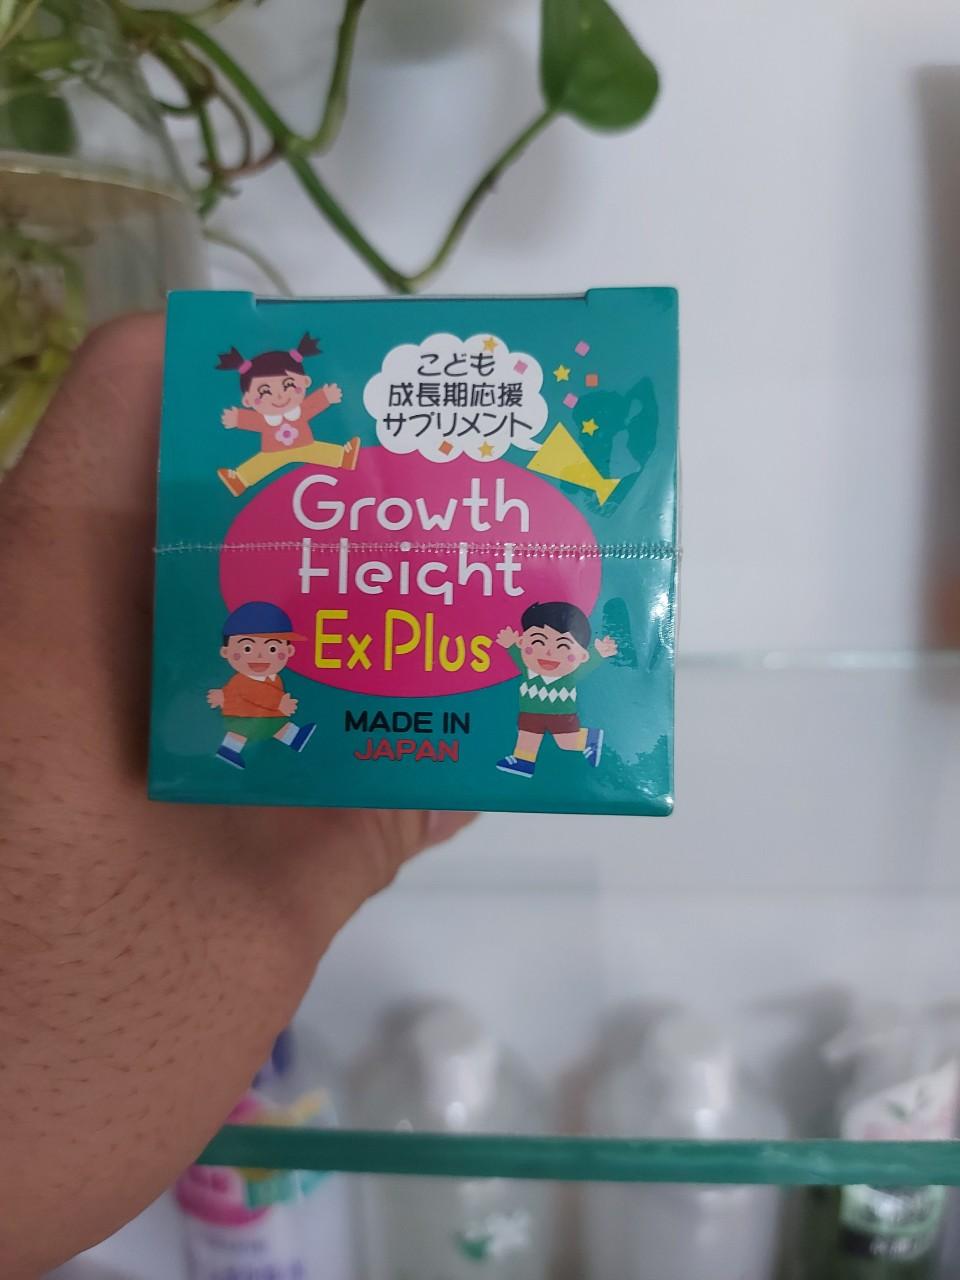 こども
成長期応援
サプリメント
Growth
Height
Ex Plus
MADE IN
JAPAN